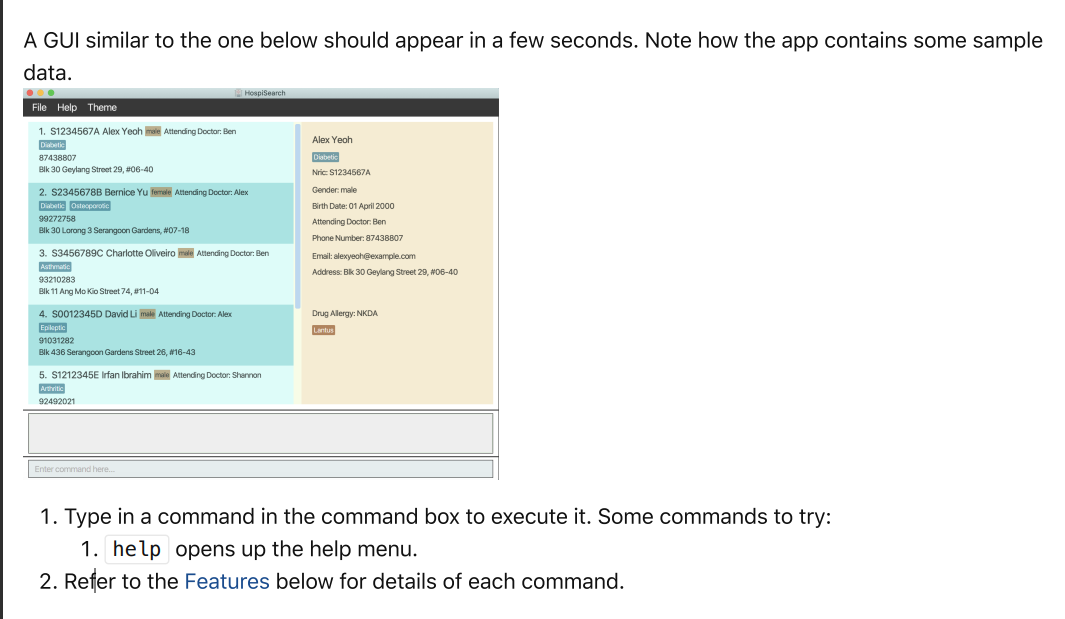 A GUI similar to the one below should appear in a few seconds. Note how the app contains some sample
data.
HospiSearch
File Help Theme
1. S1234567A Alex Yeoh male Attending Doctor: Ben
Diabetic
87438807
Blk 30 Geylang Street 29, #06-40
2. S2345678B Bernice Yu female Attending Doctor: Alex
Diabetic Osteoporotic
99272758
Blk 30 Lorong 3 Serangoon Gardens, #07-18
3. S3456789C Charlotte Oliveiro male Attending Doctor: Ben
Asthmatic
93210283
Blk 11 Ang Mo Kio Street 74, #11-04
4. S0012345D David Li male Attending Doctor: Alex
Epileptic
91031282
Blk 436 Serangoon Gardens Street 26, #16-43
5. S1212345E Irfan Ibrahim male Attending Doctor: Shannon
Arthritic
92492021
Alex Yeoh
Diabetic
Nric: S1234567A
Gender: male
Birth Date: 01 April 2000
Attending Doctor: Ben
Phone Number: 87438807
Email: alexyeoh@example.com
Address: Blk 30 Geylang Street 29, #06-40
Drug Allergy: NKDA
Lantus
Enter command here...
1. Type in a command in the command box to execute it. Some commands to try:
1. help opens up the help menu.
2. Refer to the Features below for details of each command.